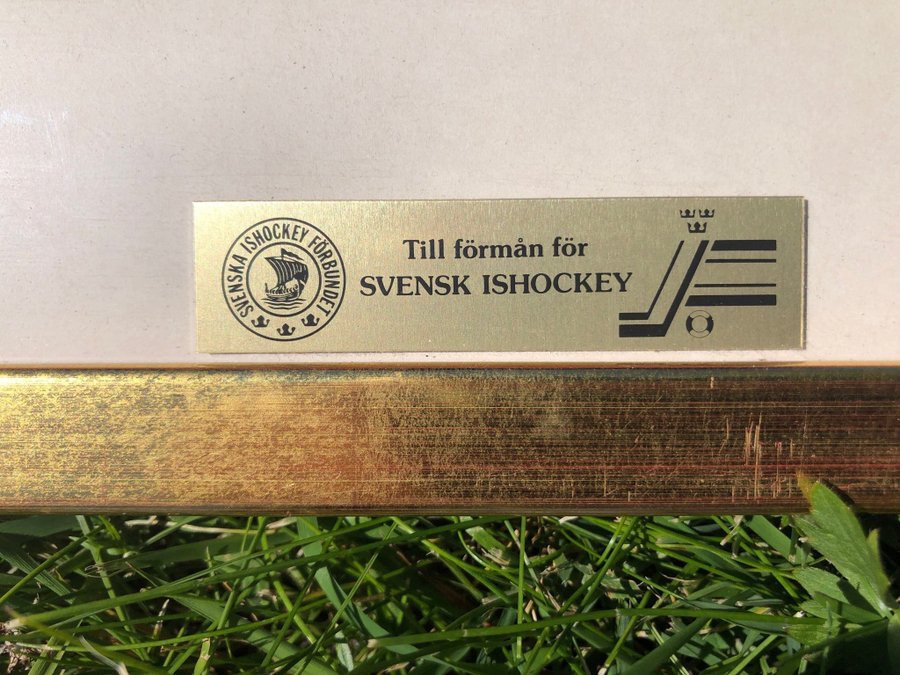 SVENSKA ISHOCKEY FÖRBUNDET
Till förmån för
SVENSK ISHOCKEY